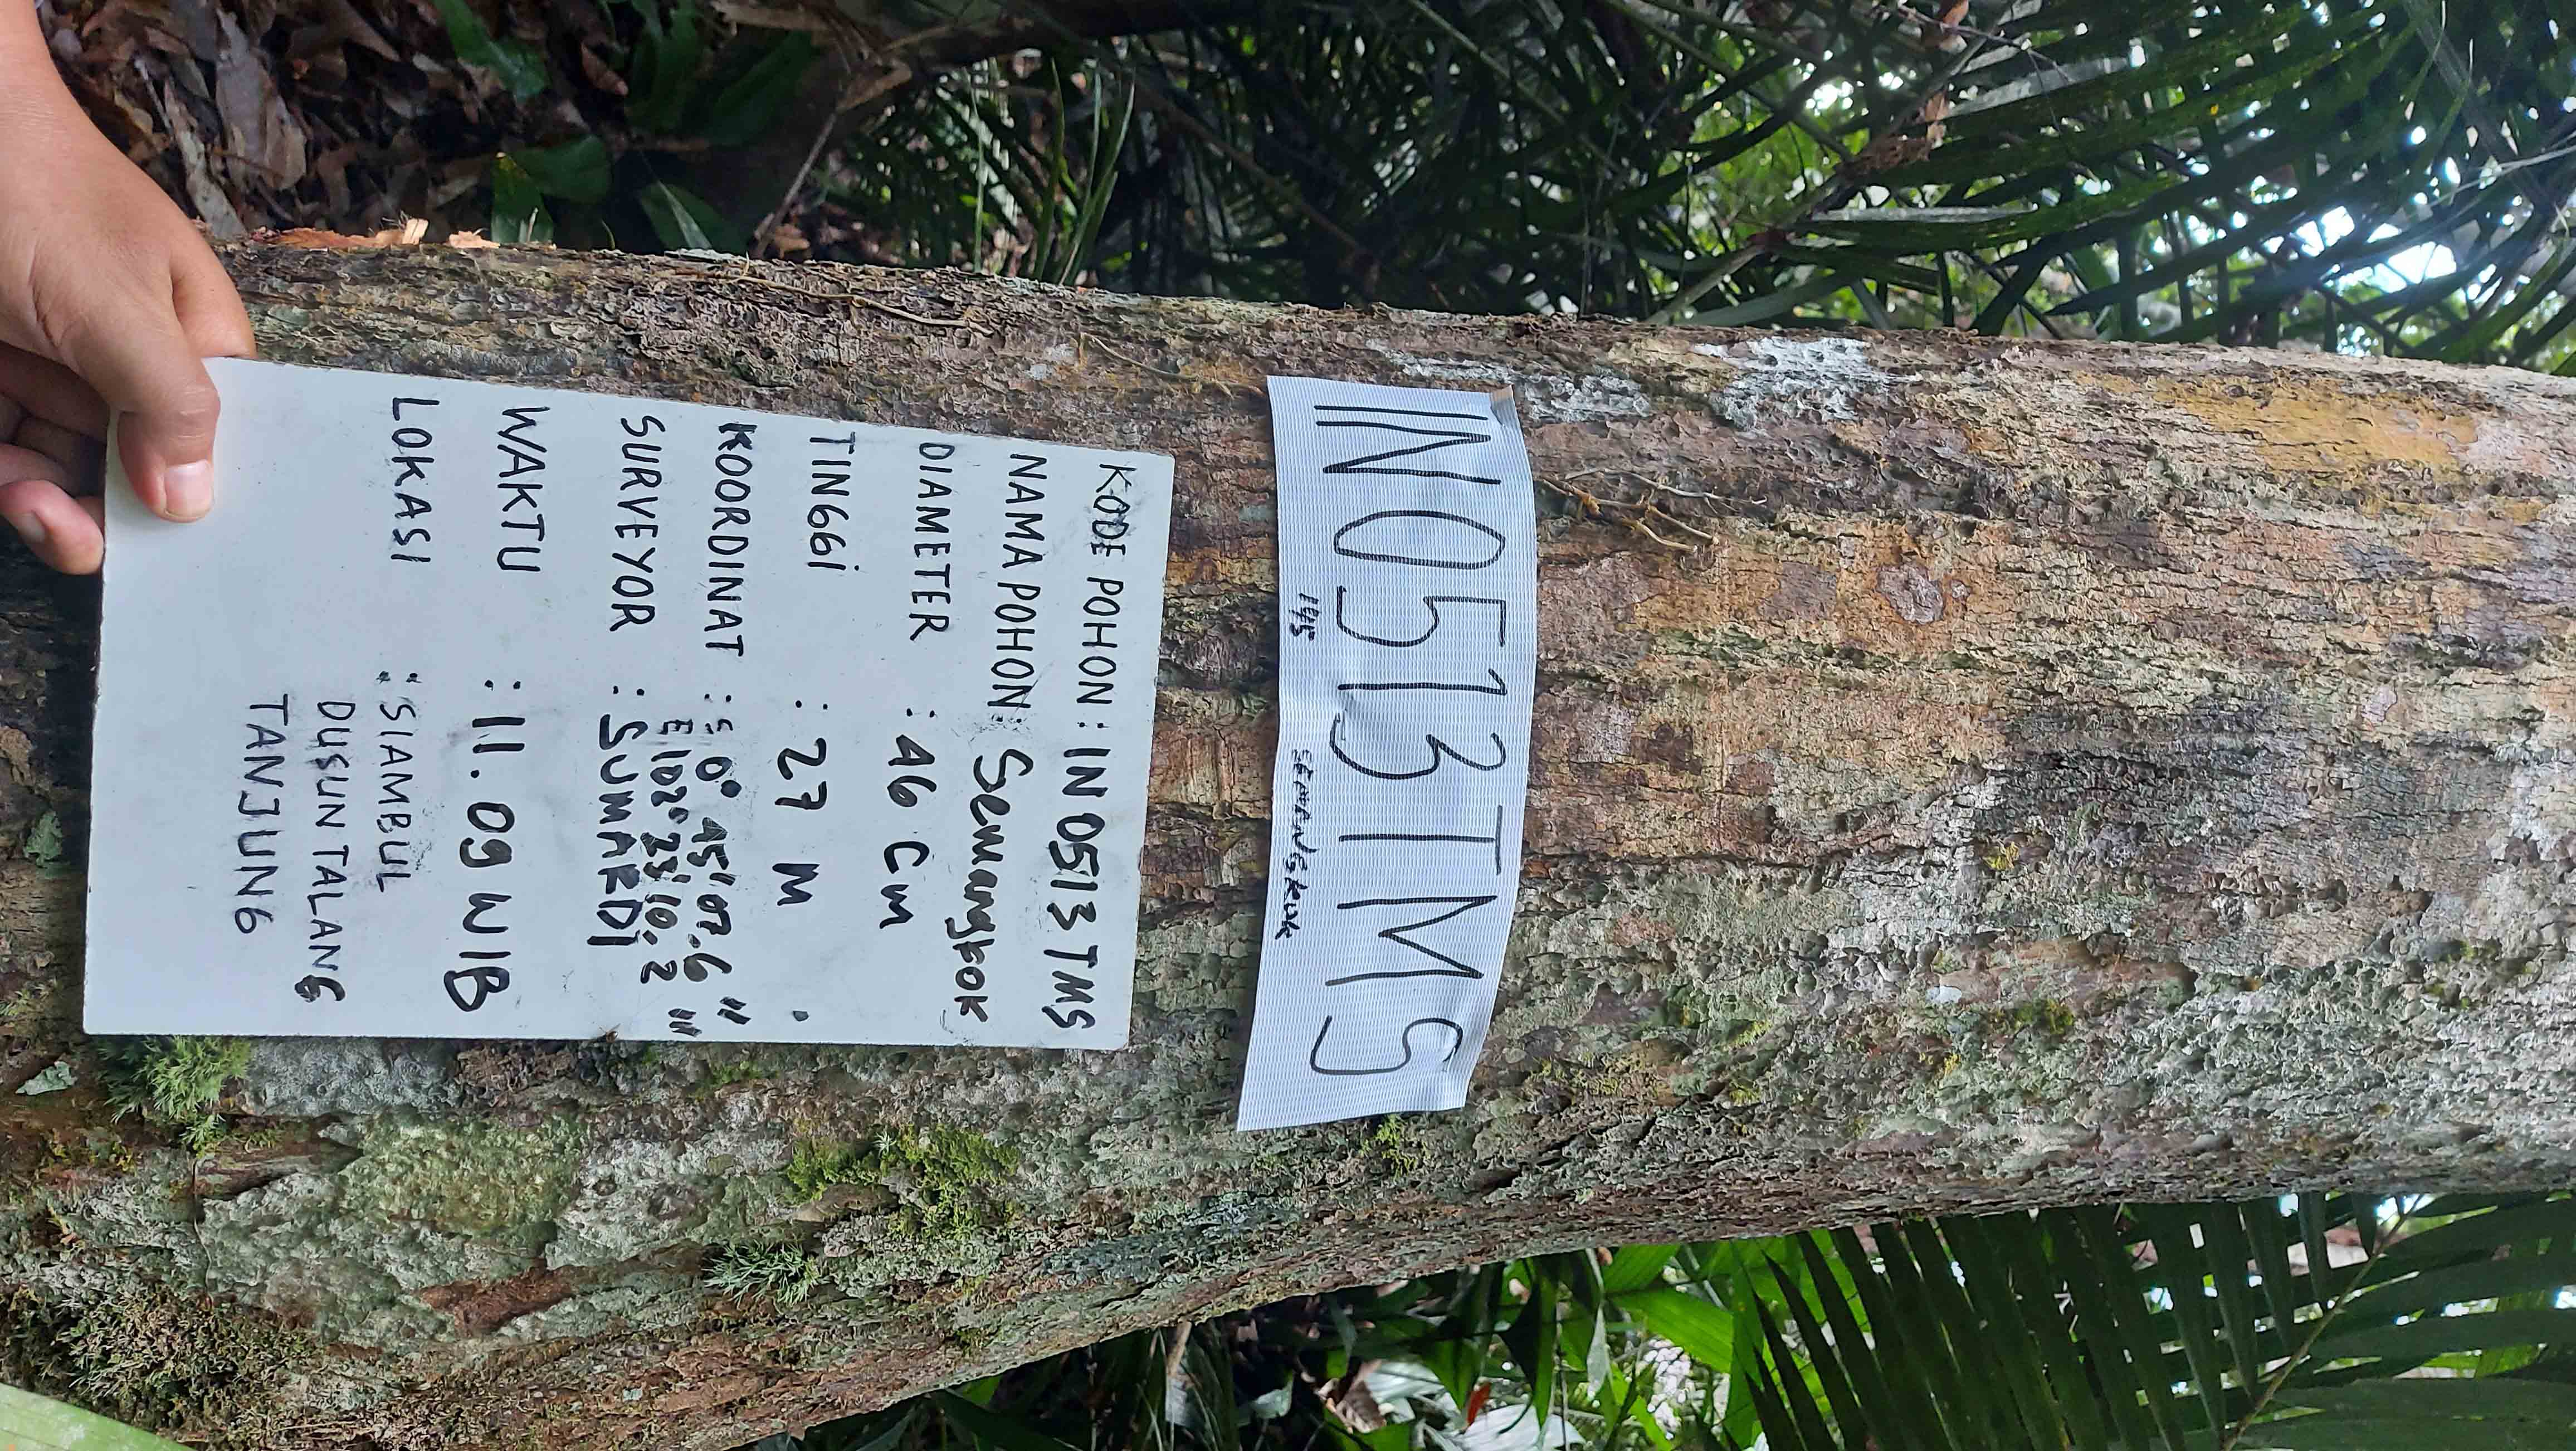 IN0513TMS
145 SEMANGKOK
KODE POHON : IN 0513 TMS
NAMA POHON: Semangkok
DIAMETER : 46 Cm
TINGGi : 27 M
KOORDINAT : S 0° 45' 07.6 "
E 102° 23' 10.2 "
SURVEYOR : SUMARDI
WAKTU : 11.09 WIB
LOKASI : SIAMBUL
DUSUN TALANG
TANJUNG